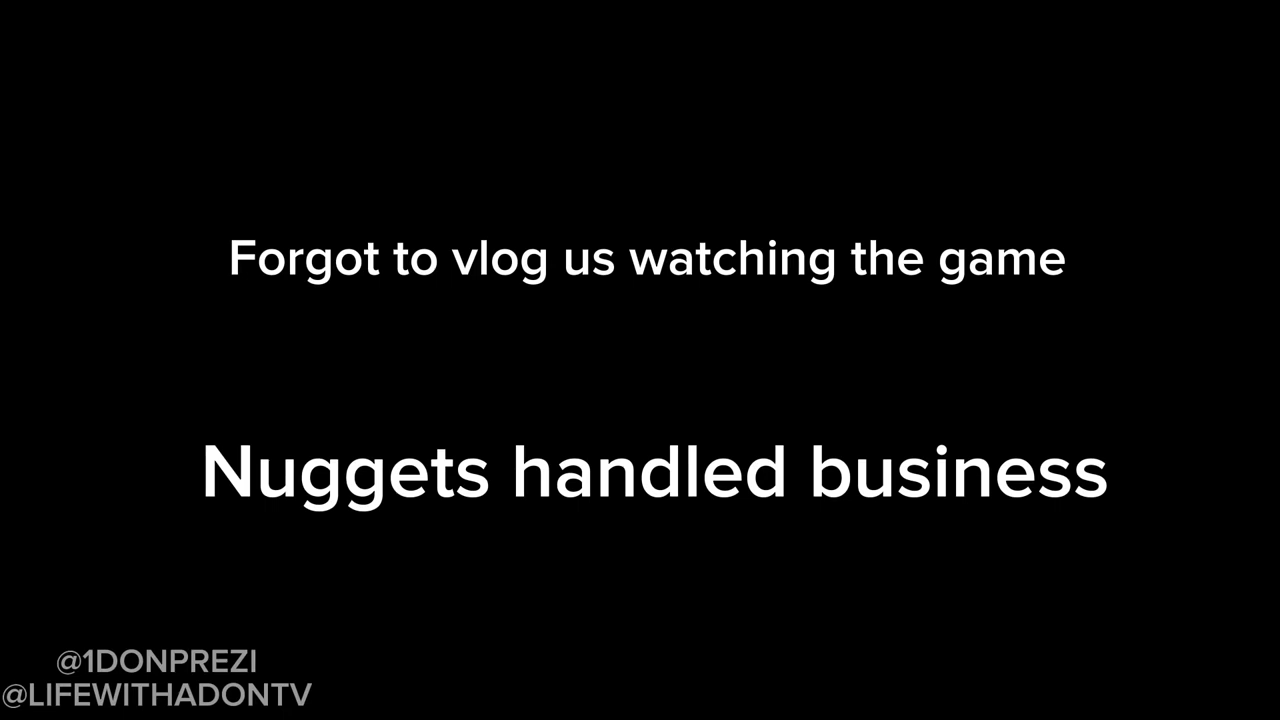 Forgot to vlog us watching the game
Nuggets handled business
@1DONPREZI
@LIFEWITHADONTV